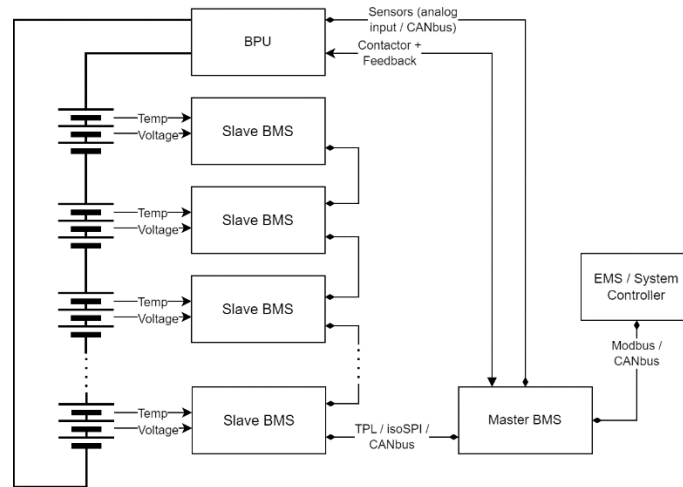 Sensors (analog
input / CANbus)
BPU
Contactor +
Feedback
Temp
Voltage
Slave BMS
Temp
Voltage
Slave BMS
Temp
Voltage
Slave BMS
EMS / System
Controller
Modbus /
CANbus
Temp
Voltage
Slave BMS
TPL / isoSPI /
CANbus
Master BMS